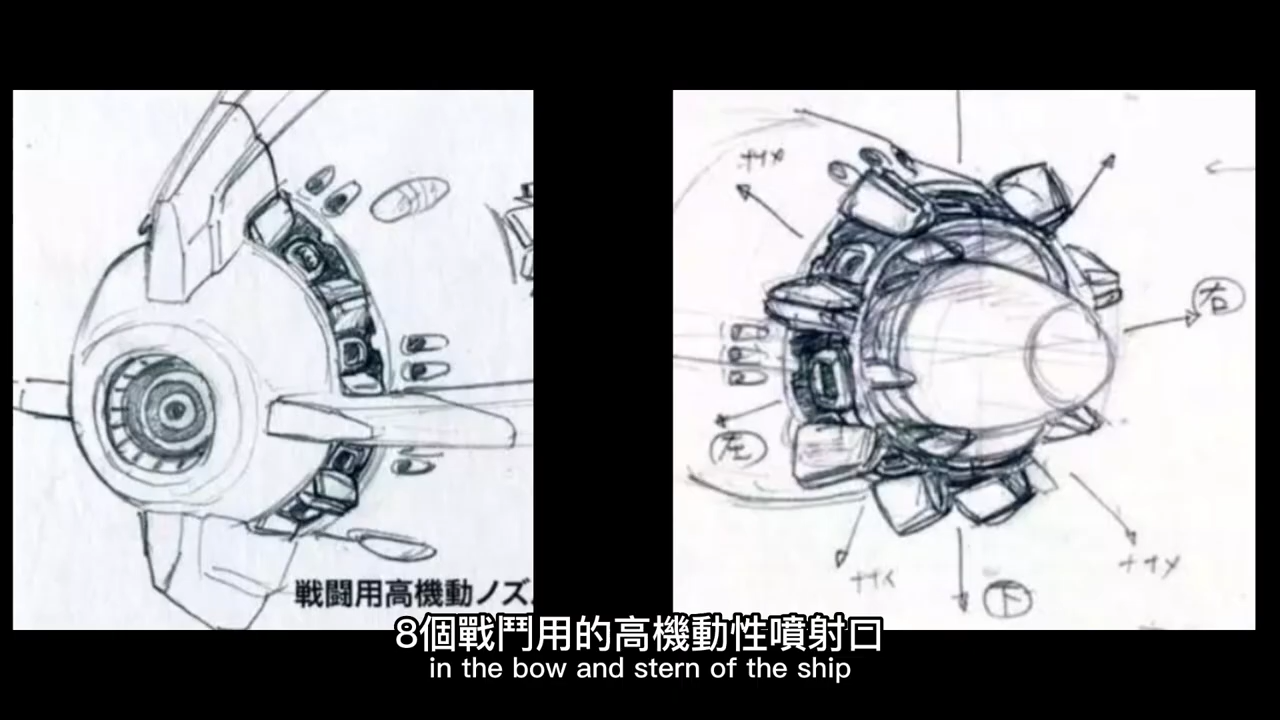 ナナメ
右
左
ナナメ
ナナメ
下
戦闘用高機動ノズ
8個戰鬥用的高機動性噴射口
in the bow and stern of the ship